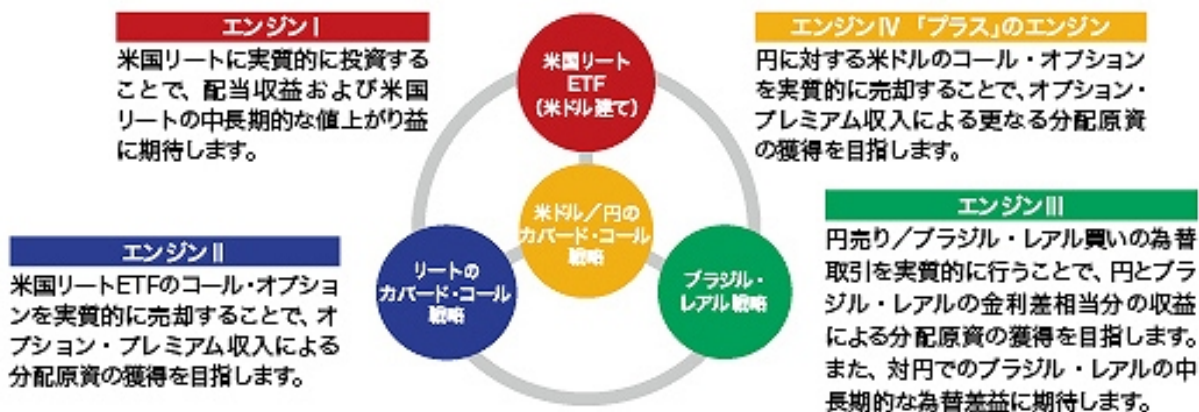 エンジンⅠ
米国リートに実質的に投資する
ことで、配当収益および米国
リートの中長期的な値上がり益
に期待します。
エンジンⅣ 「プラス」のエンジン
円に対する米ドルのコール・オプション
を実質的に売却することで、オプション・
プレミアム収入による更なる分配原資
の獲得を目指します。
米国リート
ETF
(米ドル建て)
米ドル/円の
カバード・コール
戦略
リートの
カバード・コール
戦略
ブラジル・
レアル戦略
エンジンⅡ
米国リートETFのコール・オプショ
ンを実質的に売却することで、オ
プション・プレミアム収入による
分配原資の獲得を目指します。
エンジンⅢ
円売り/ブラジル・レアル買いの為替
取引を実質的に行うことで、円とブラ
ジル・レアルの金利差相当分の収益
による分配原資の獲得を目指します。
また、対円でのブラジル・レアルの中
長期的な為替差益に期待します。